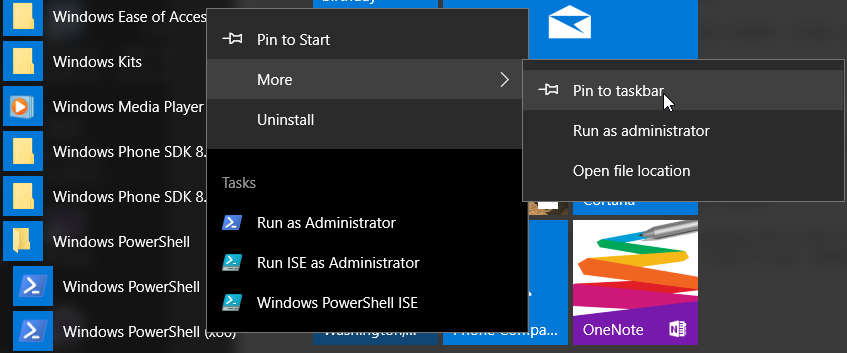 Windows Ease of Acces
Windows Kits
Windows Media Player
Windows Phone SDK 8.
Windows Phone SDK 8.
Windows PowerShell
Windows PowerShell
Windows PowerShell (x86)
Pin to Start
More
Uninstall
Tasks
Run as Administrator
Run ISE as Administrator
Windows PowerShell ISE
birthday
Pin to taskbar
Run as administrator
Open file location
Cortana
Washington,...
Phone Compa...
OneNote
N